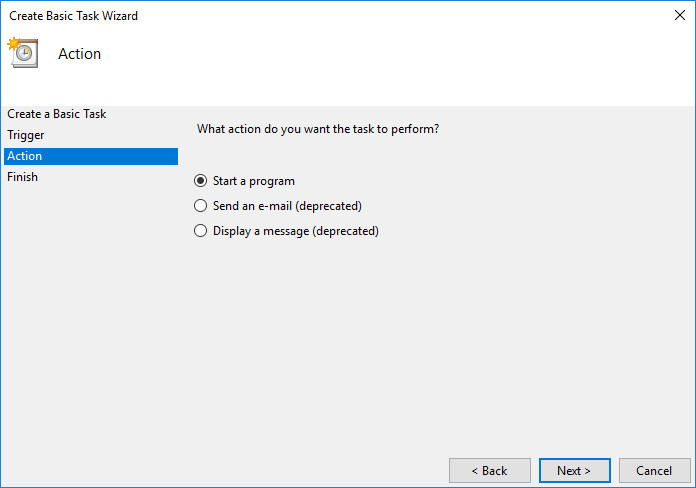 Create Basic Task Wizard
Action
Create a Basic Task
Trigger
Action
Finish
What action do you want the task to perform?
Start a program
Send an e-mail (deprecated)
Display a message (deprecated)
< Back
Next >
Cancel